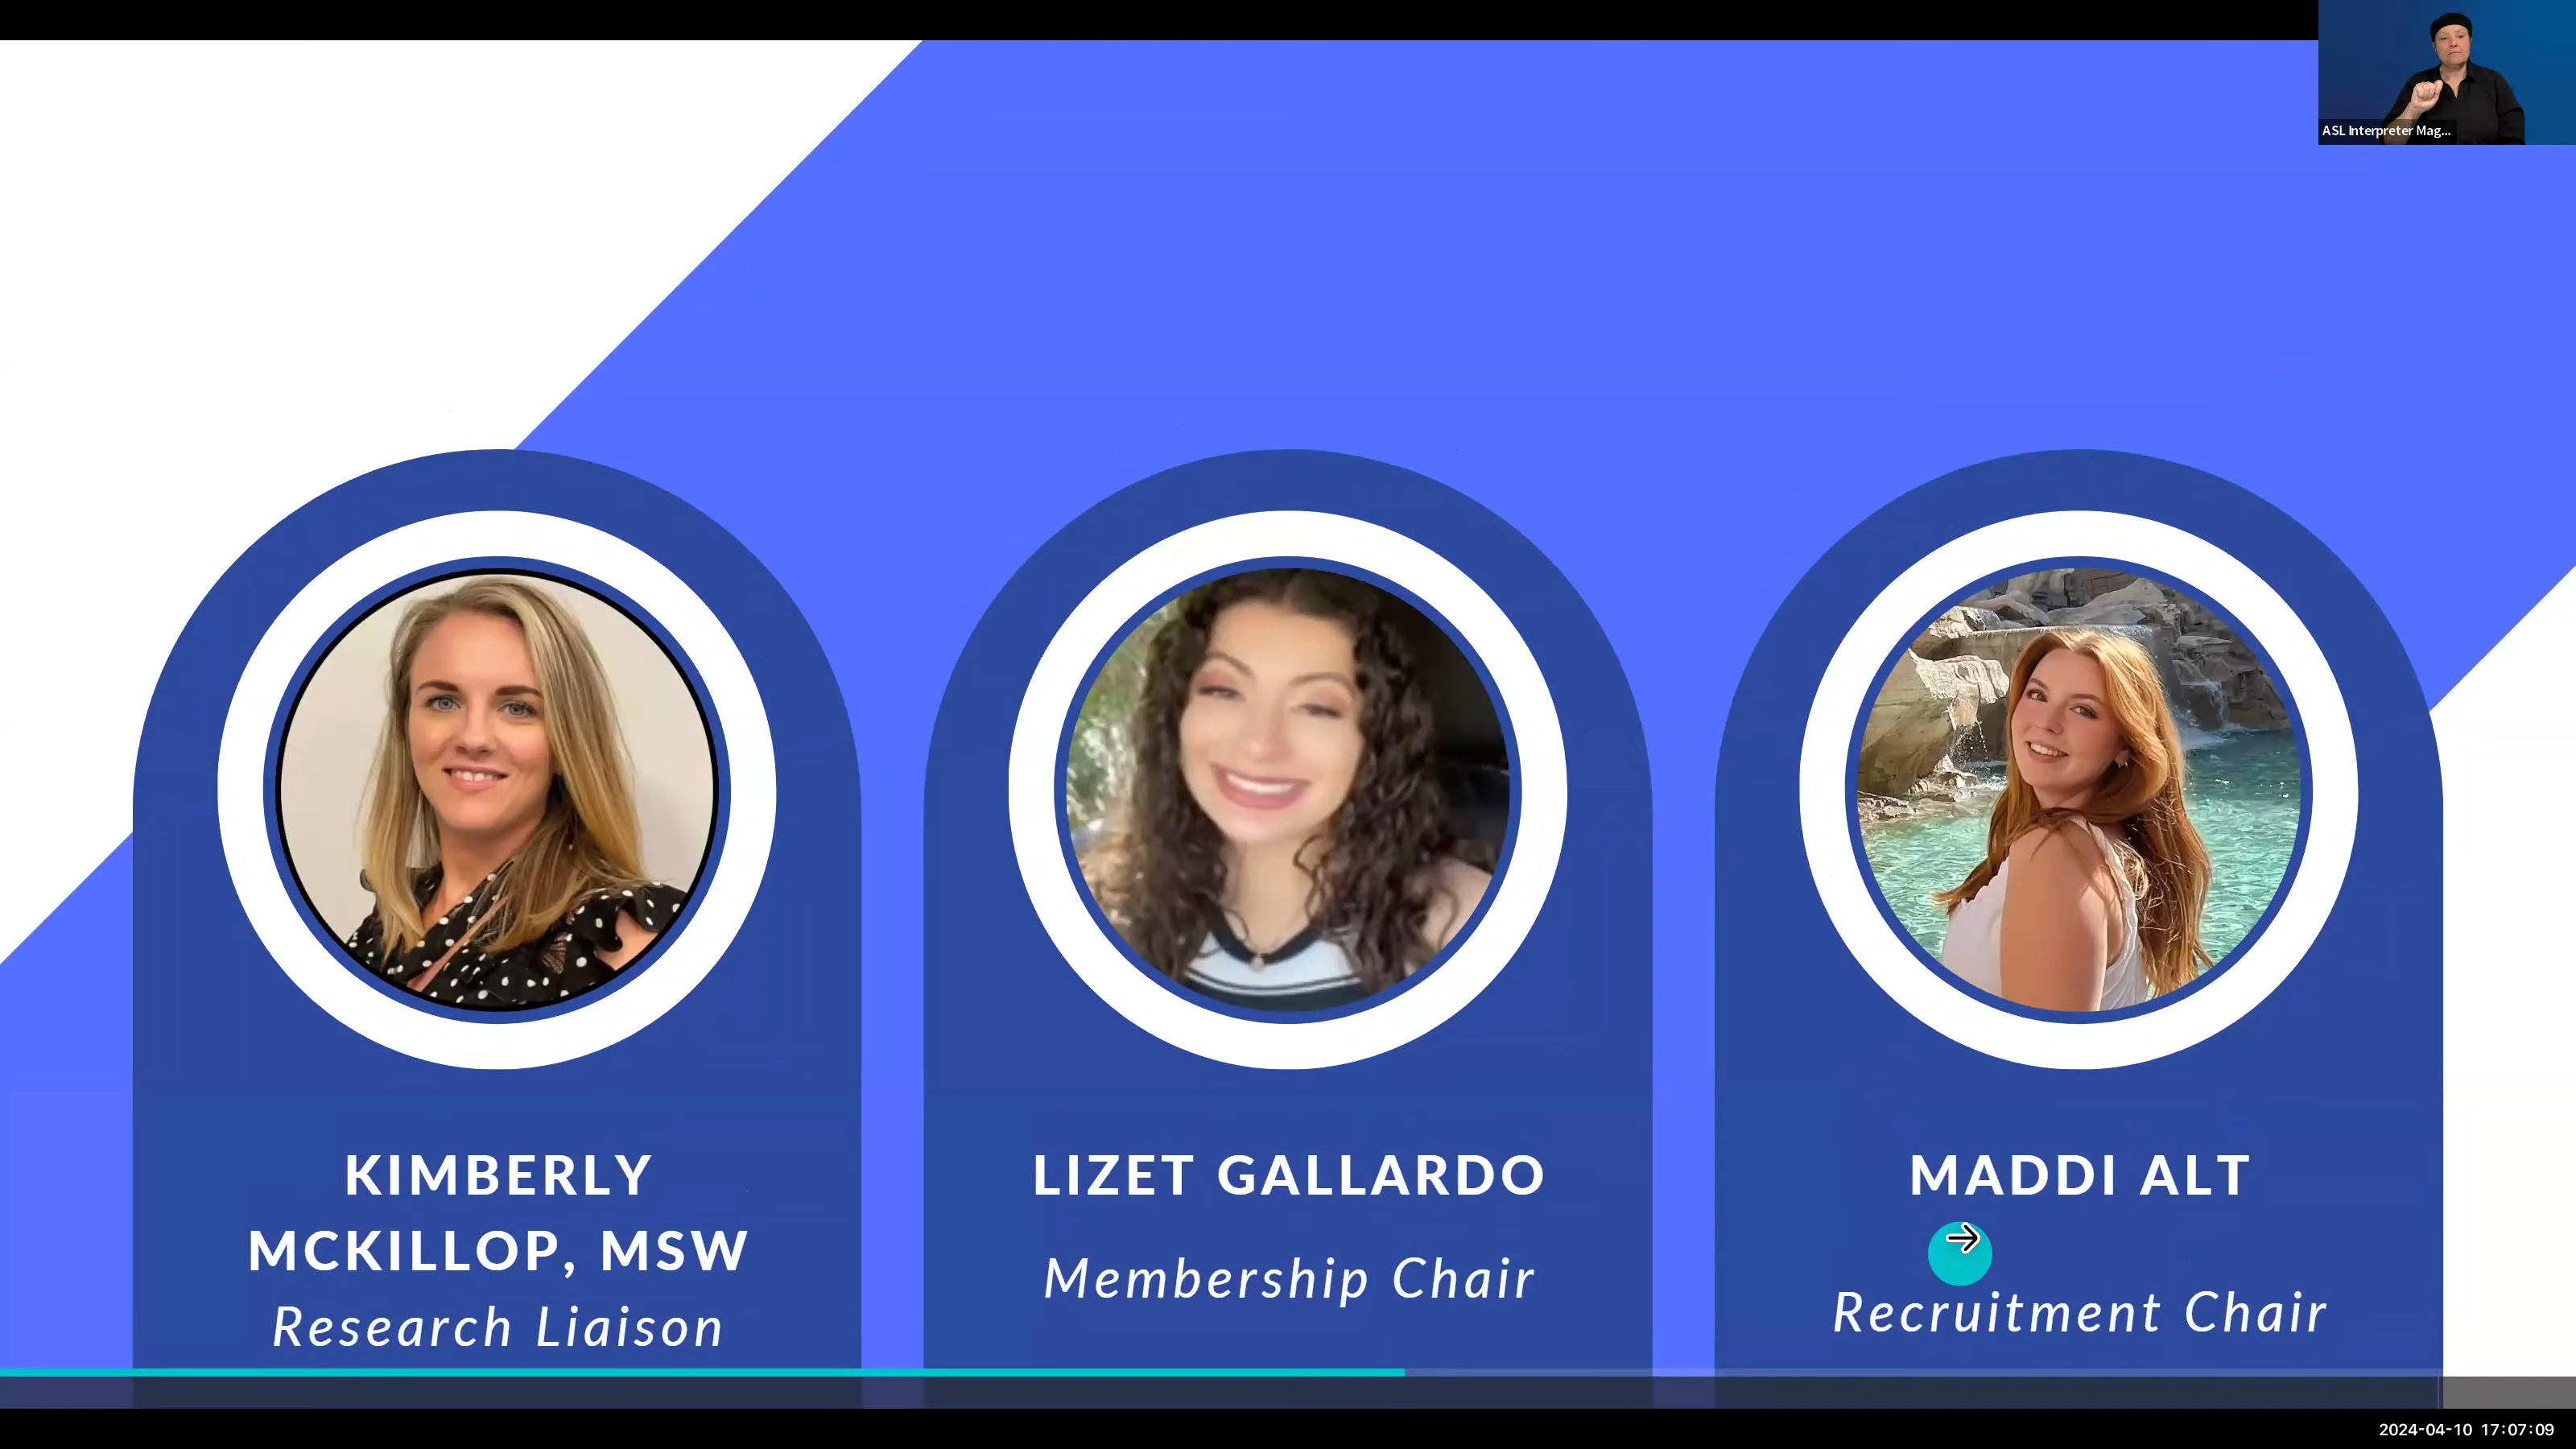 ASL Interpreter Mag...
KIMBERLY
MCKILLOP, MSW
Research Liaison
LIZET GALLARDO
Membership Chair
MADDI ALT
Recruitment Chair
2024-04-10 17:07:09